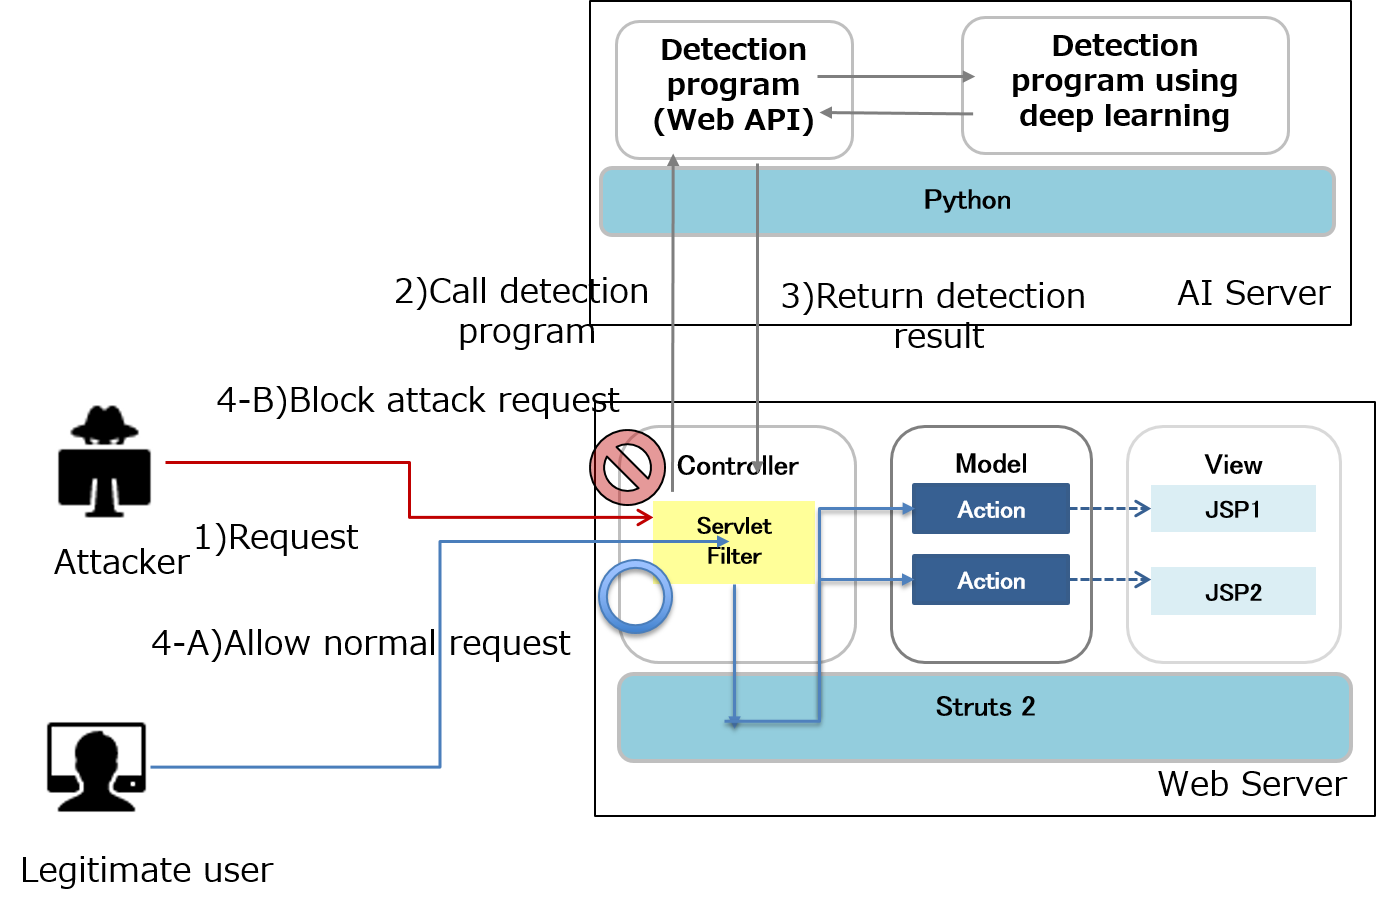 Detection
program
(Web API)
Detection
program using
deep learning
Python
AI Server
2)Call detection
program
3)Return detection
result
4-B)Block attack request
Attacker
1)Request
4-A)Allow normal request
Legitimate user
Controller
Servlet
Filter
Model
Action
Action
View
JSP1
JSP2
Struts 2
Web Server